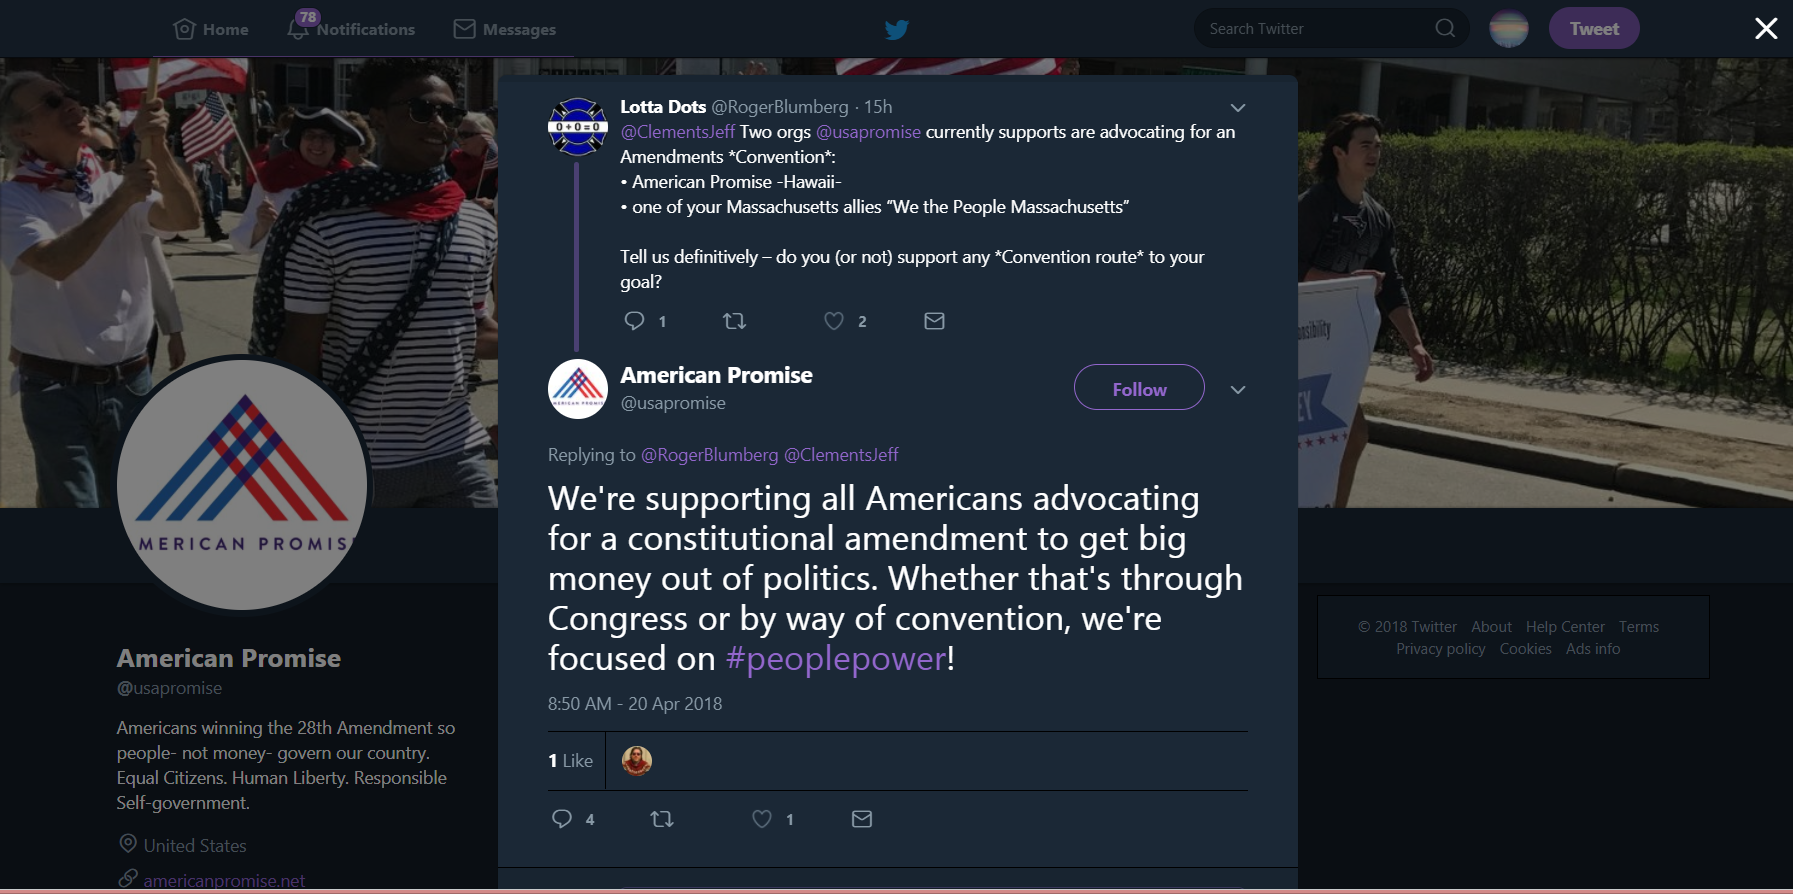 Home
78
Notifications
Messages
Search Twitter
Tweet
Lotta Dots @RogerBlumberg · 15h
0+0=0
@ClementsJeff Two orgs @usapromise currently supports are advocating for an
Amendments *Convention*:
• American Promise -Hawaii-
• one of your Massachusetts allies “We the People Massachusetts”
Tell us definitively – do you (or not) support any *Convention route* to your
goal?
1
2
American Promise
@usapromise
Follow
Replying to @RogerBlumberg @ClementsJeff
We're supporting all Americans advocating
for a constitutional amendment to get big
money out of politics. Whether that's through
Congress or by way of convention, we're
focused on #peoplepower!
8:50 AM - 20 Apr 2018
1 Like
4
1
MERICAN PROMIS
American Promise
@usapromise
Americans winning the 28th Amendment so
people- not money- govern our country.
Equal Citizens. Human Liberty. Responsible
Self-government.
United States
americanpromise.net
© 2018 Twitter About Help Center Terms
Privacy policy Cookies Ads info